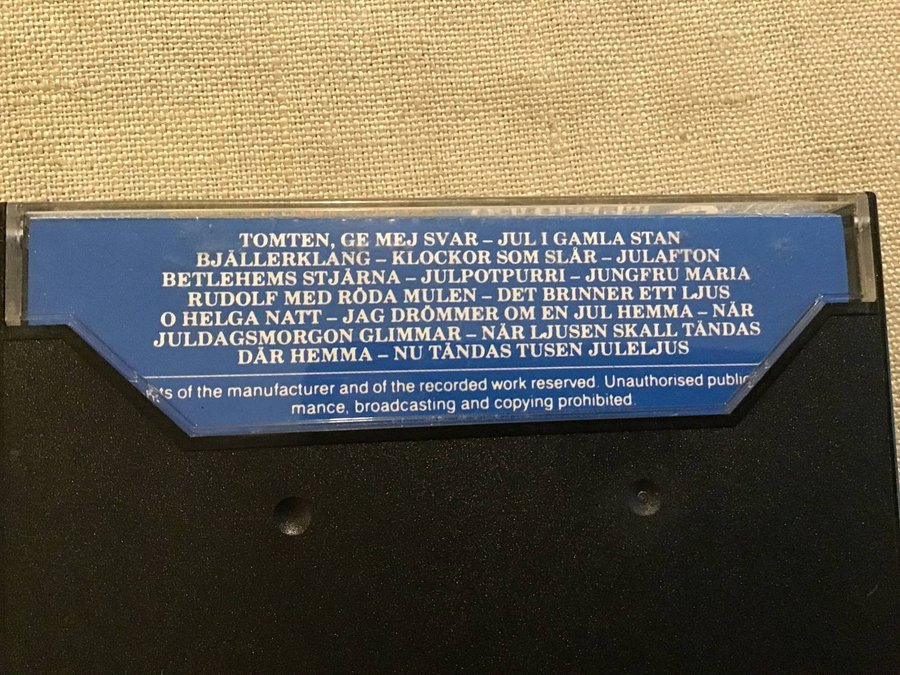 TOMTEN, GE MEJ SVAR – JUL I GAMLA STAN
BJÄLLERKLANG – KLOCKOR SOM SLÅR – JULAFTON
BETLEHEMS STJÄRNA – JULPOTPURRI – JUNGFRU MARIA
RUDOLF MED RÖDA MULEN – DET BRINNER ETT LJUS
O HELGA NATT – JAG DRÖMMER OM EN JUL HEMMA – NÄR
JULDAGSMORGON GLIMMAR – NÄR LJUSEN SKALL TÄNDAS
DÄR HEMMA – NU TÄNDAS TUSEN JULELJUS
of the manufacturer and of the recorded work reserved. Unauthorised
mance, broadcasting and copying prohibited.